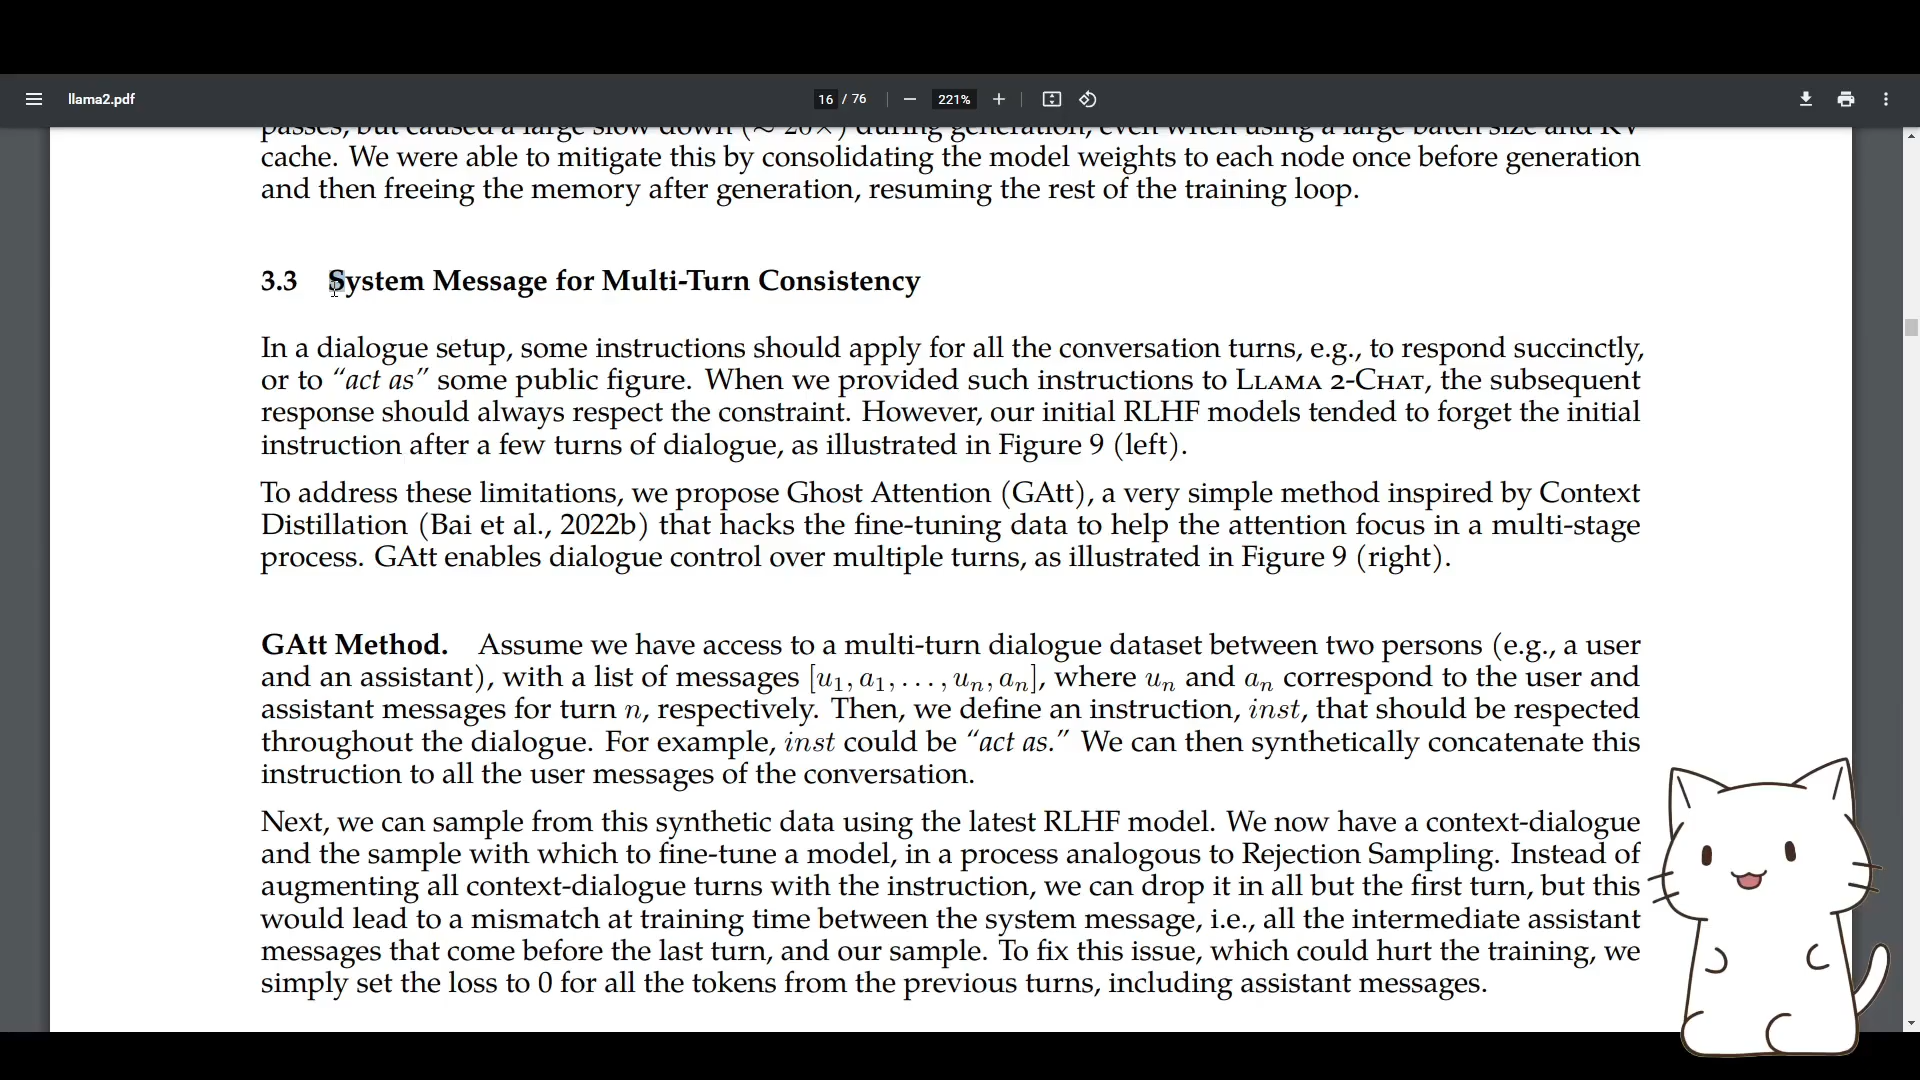 llama2.pdf
16 / 76
221%
passes, but caused a large slow down (≈ 20×) during generation, even when using a large batch size and KV
cache. We were able to mitigate this by consolidating the model weights to each node once before generation
and then freeing the memory after generation, resuming the rest of the training loop.
3.3 System Message for Multi-Turn Consistency
In a dialogue setup, some instructions should apply for all the conversation turns, e.g., to respond succinctly,
or to “act as” some public figure. When we provided such instructions to Llama 2-Chat, the subsequent
response should always respect the constraint. However, our initial RLHF models tended to forget the initial
instruction after a few turns of dialogue, as illustrated in Figure 9 (left).
To address these limitations, we propose Ghost Attention (GAtt), a very simple method inspired by Context
Distillation (Bai et al., 2022b) that hacks the fine-tuning data to help the attention focus in a multi-stage
process. GAtt enables dialogue control over multiple turns, as illustrated in Figure 9 (right).
GAtt Method. Assume we have access to a multi-turn dialogue dataset between two persons (e.g., a user
and an assistant), with a list of messages [u₁, a₁, . . . , uₙ, aₙ], where uₙ and aₙ correspond to the user and
assistant messages for turn n, respectively. Then, we define an instruction, inst, that should be respected
throughout the dialogue. For example, inst could be “act as.” We can then synthetically concatenate this
instruction to all the user messages of the conversation.
Next, we can sample from this synthetic data using the latest RLHF model. We now have a context-dialogue
and the sample with which to fine-tune a model, in a process analogous to Rejection Sampling. Instead of
augmenting all context-dialogue turns with the instruction, we can drop it in all but the first turn, but this
would lead to a mismatch at training time between the system message, i.e., all the intermediate assistant
messages that come before the last turn, and our sample. To fix this issue, which could hurt the training, we
simply set the loss to 0 for all the tokens from the previous turns, including assistant messages.